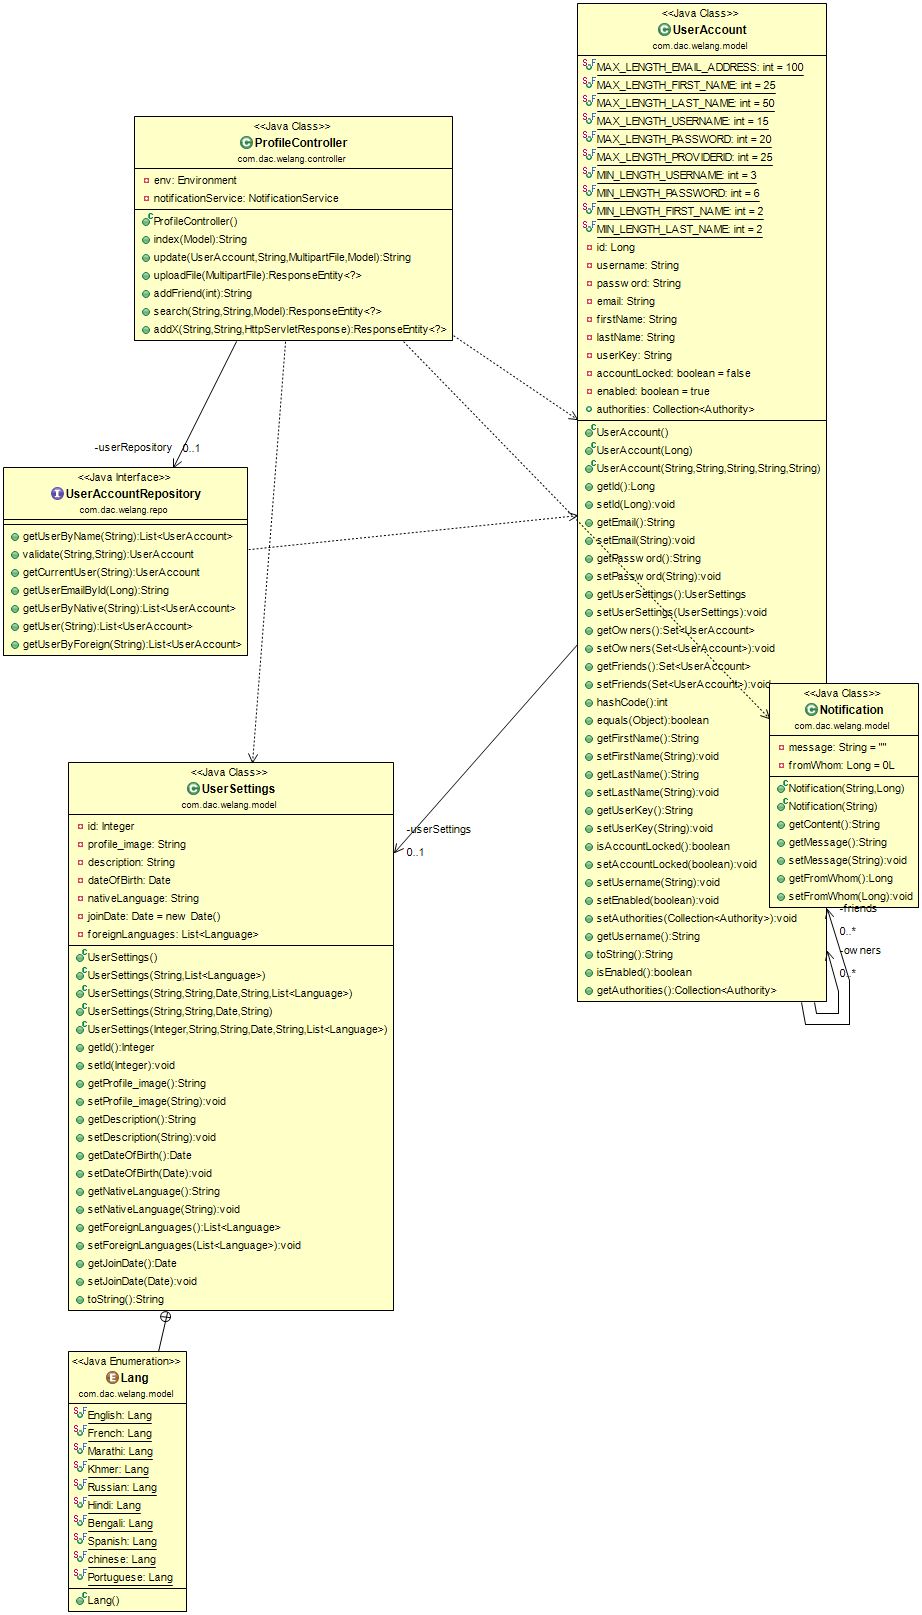 <<Java Class>>
UserAccount
com.dac.welang.model
MAX_LENGTH_EMAIL_ADDRESS: int = 100
MAX_LENGTH_FIRST_NAME: int = 25
MAX_LENGTH_LAST_NAME: int = 50
MAX_LENGTH_USERNAME: int = 15
MAX_LENGTH_PASSWORD: int = 20
MAX_LENGTH_PROVIDERID: int = 25
MIN_LENGTH_USERNAME: int = 3
MIN_LENGTH_PASSWORD: int = 6
MIN_LENGTH_FIRST_NAME: int = 2
MIN_LENGTH_LAST_NAME: int = 2
id: Long
username: String
password: String
email: String
firstName: String
lastName: String
userKey: String
accountLocked: boolean = false
enabled: boolean = true
authorities: Collection<Authority>
UserAccount()
UserAccount(Long)
UserAccount(String,String,String,String,String)
getId():Long
setId(Long):void
getEmail():String
setEmail(String):void
getPassword():String
setPassword(String):void
getUserSettings():UserSettings
setUserSettings(UserSettings):void
getOwners():Set<UserAccount>
setOwners(Set<UserAccount>):void
getFriends():Set<UserAccount>
setFriends(Set<UserAccount>):void
hashCode():int
equals(Object):boolean
getFirstName():String
setFirstName(String):void
getLastName():String
setLastName(String):void
getUserKey():String
setUserKey(String):void
isAccountLocked():boolean
setAccountLocked(boolean):void
setUsername(String):void
setEnabled(boolean):void
setAuthorities(Collection<Authority>):void
getUsername():String
toString():String
isEnabled():boolean
getAuthorities():Collection<Authority>
<<Java Class>>
ProfileController
com.dac.welang.controller
env: Environment
notificationService: NotificationService
ProfileController()
index(Model):String
update(UserAccount,String,MultipartFile,Model):String
uploadFile(MultipartFile):ResponseEntity<?>
addFriend(int):String
search(String,String,Model):ResponseEntity<?>
addX(String,String,HttpServletResponse):ResponseEntity<?>
-userRepository
0..1
<<Java Interface>>
UserAccountRepository
com.dac.welang.repo
getUserByName(String):List<UserAccount>
validate(String,String):UserAccount
getCurrentUser(String):UserAccount
getUserEmailById(Long):String
getUserByNative(String):List<UserAccount>
getUser(String):List<UserAccount>
getUserByForeign(String):List<UserAccount>
<<Java Class>>
Notification
com.dac.welang.model
message: String = ""
fromWhom: Long = 0L
Notification(String,Long)
Notification(String)
getContent():String
getMessage():String
setMessage(String):void
getFromWhom():Long
setFromWhom(Long):void
-friends
0..*
-owners
0..*
-userSettings
0..1
<<Java Class>>
UserSettings
com.dac.welang.model
id: Integer
profile_image: String
description: String
dateOfBirth: Date
nativeLanguage: String
joinDate: Date = new Date()
foreignLanguages: List<Language>
UserSettings()
UserSettings(String,List<Language>)
UserSettings(String,String,Date,String,List<Language>)
UserSettings(String,String,Date,String)
UserSettings(Integer,String,String,Date,String,List<Language>)
getId():Integer
setId(Integer):void
getProfile_image():String
setProfile_image(String):void
getDescription():String
setDescription(String):void
getDateOfBirth():Date
setDateOfBirth(Date):void
getNativeLanguage():String
setNativeLanguage(String):void
getForeignLanguages():List<Language>
setForeignLanguages(List<Language>):void
getJoinDate():Date
setJoinDate(Date):void
toString():String
<<Java Enumeration>>
Lang
com.dac.welang.model
English: Lang
French: Lang
Marathi: Lang
Khmer: Lang
Russian: Lang
Hindi: Lang
Bengali: Lang
Spanish: Lang
chinese: Lang
Portuguese: Lang
Lang()